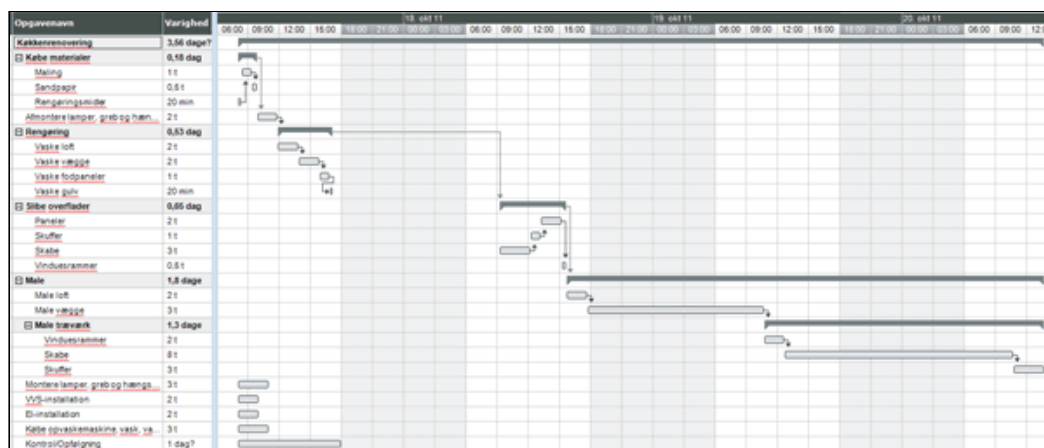 Opgavenavn Varighed 18. okt 11 19. okt 11 20. okt 11
06:00 09:00 12:00 15:00 18:00 21:00 00:00 03:00 06:00 09:00 12:00 15:00 18:00 21:00 00:00 03:00 06:00 09:00 12:00 15:00 18:00 21:00 00:00 03:00 06:00 09:00 12:0
Køkkenrenovering 3,56 dage?
Købe materialer 0,18 dag
Maling 1 t
Sandpapir 0,5 t
Rengøringsmidler 20 min
Afmontere lamper, greb og hæn... 2 t
Rengøring 0,53 dag
Vaske loft 2 t
Vaske vægge 2 t
Vaske fodpaneler 1 t
Vaske gulv 20 min
Slibe overflader 0,65 dag
Paneler 2 t
Skuffer 1 t
Skabe 3 t
Vinduesrammer 0,5 t
Male 1,8 dage
Male loft 2 t
Male vægge 3 t
Male træværk 1,3 dage
Vinduesrammer 2 t
Skabe 8 t
Skuffer 3 t
Montere lamper, greb og hængs... 3 t
VVS-installation 2 t
El-installation 2 t
Købe opvaskemaskine, vask, va... 3 t
Kontrol/Opfølgning 1 dag?